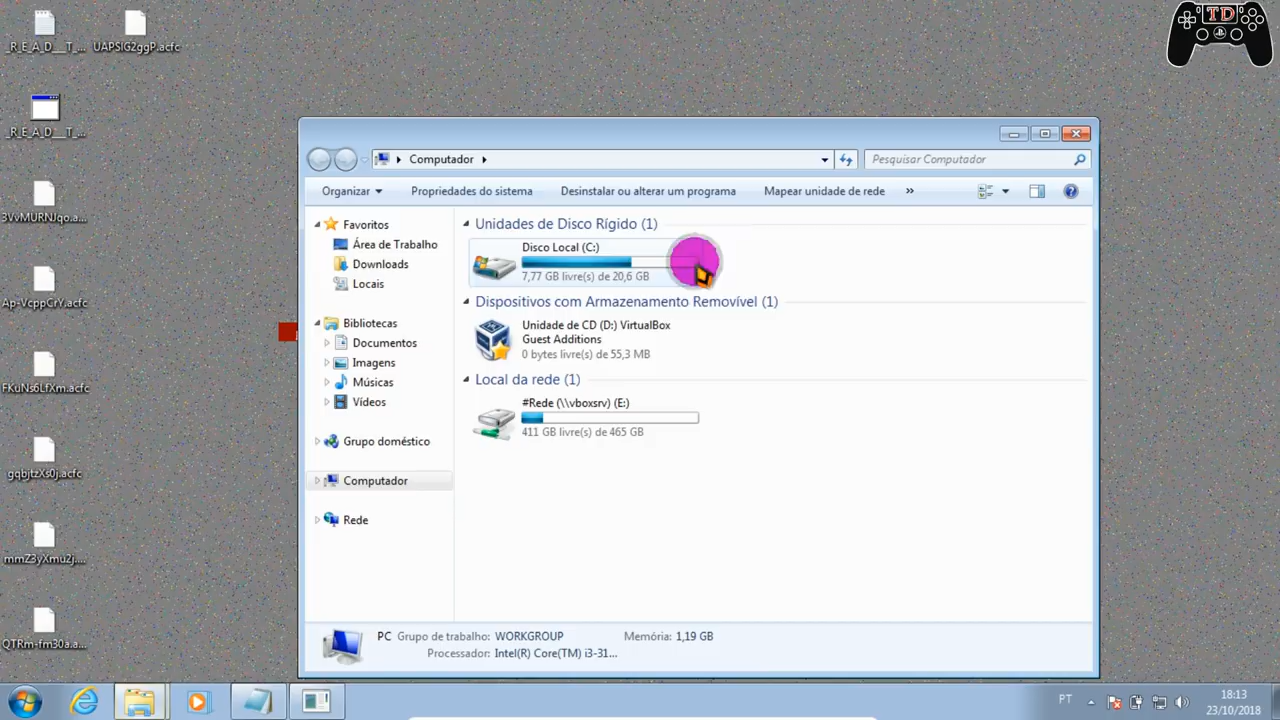 _R_E_A_D___T_...
UAPSIG2ggP.acfc
TD
_R_E_A_D___T_...
3VvMURNJqo.a...
Ap-VcppCrY.acfc
FKuNs6LfXm.acfc
gqbjtzXs0j.acfc
mmZ3yXmu2j....
QTRm-fm30a.a...
Computador
Pesquisar Computador
Organizar
Propriedades do sistema
Desinstalar ou alterar um programa
Mapear unidade de rede
»
Favoritos
Área de Trabalho
Downloads
Locais
Bibliotecas
Documentos
Imagens
Músicas
Vídeos
Grupo doméstico
Computador
Rede
Unidades de Disco Rígido (1)
Disco Local (C:)
7,77 GB livre(s) de 20,6 GB
Dispositivos com Armazenamento Removível (1)
Unidade de CD (D:) VirtualBox
Guest Additions
0 bytes livre(s) de 55,3 MB
Local da rede (1)
#Rede (\\vboxsrv) (E:)
411 GB livre(s) de 465 GB
PC Grupo de trabalho: WORKGROUP Memória: 1,19 GB
Processador: Intel(R) Core(TM) i3-31...
PT
18:13
23/10/2018